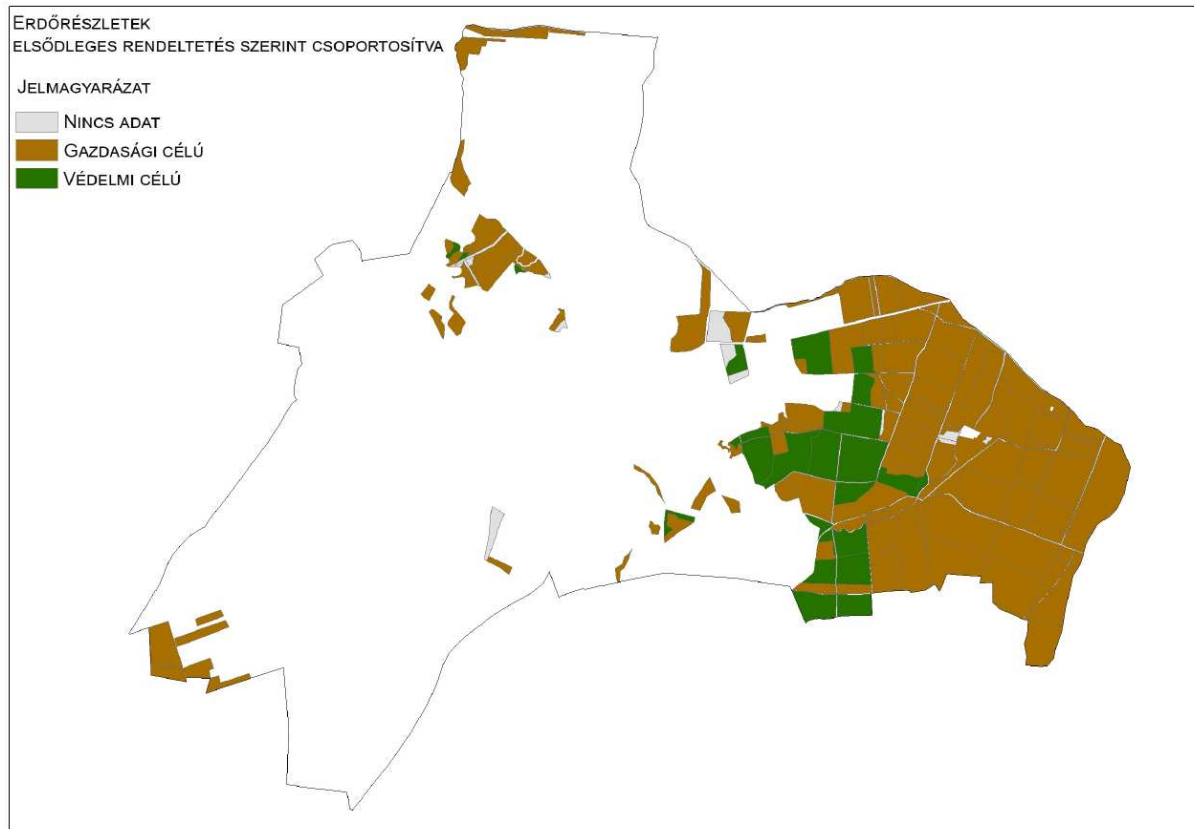 ERDŐRÉSZLETEK
ELSŐDLEGES RENDELTETÉS SZERINT CSOPORTOSÍTVA
JELMAGYARÁZAT
NINCS ADAT
GAZDASÁGI CÉLÚ
VÉDELMI CÉLÚ